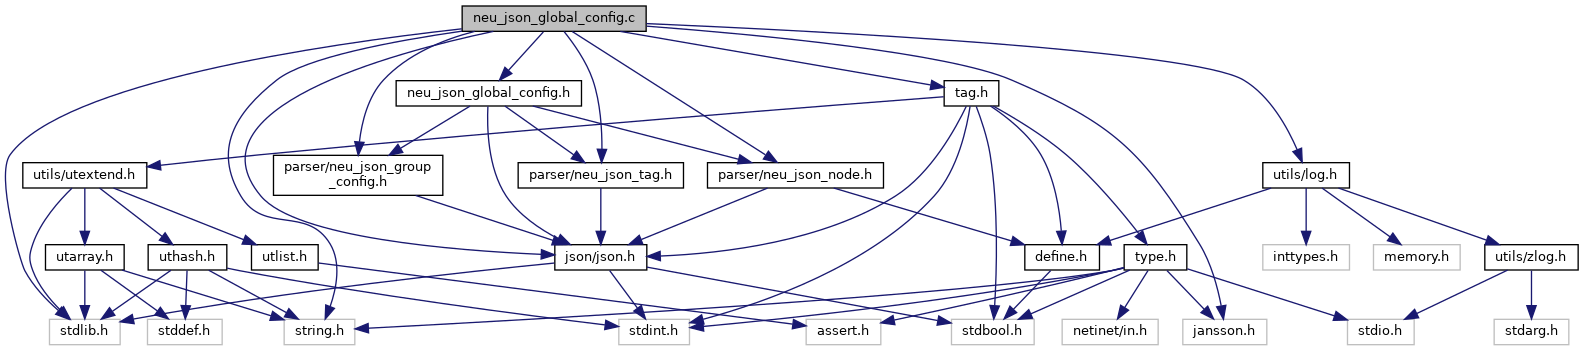 neu_json_global_config.c
neu_json_global_config.h
tag.h
utils/utextend.h
parser/neu_json_group
_config.h
parser/neu_json_tag.h
parser/neu_json_node.h
utils/log.h
utarray.h
uthash.h
utlist.h
json/json.h
define.h
type.h
inttypes.h
memory.h
utils/zlog.h
stdlib.h
stddef.h
string.h
stdint.h
assert.h
stdbool.h
netinet/in.h
jansson.h
stdio.h
stdarg.h